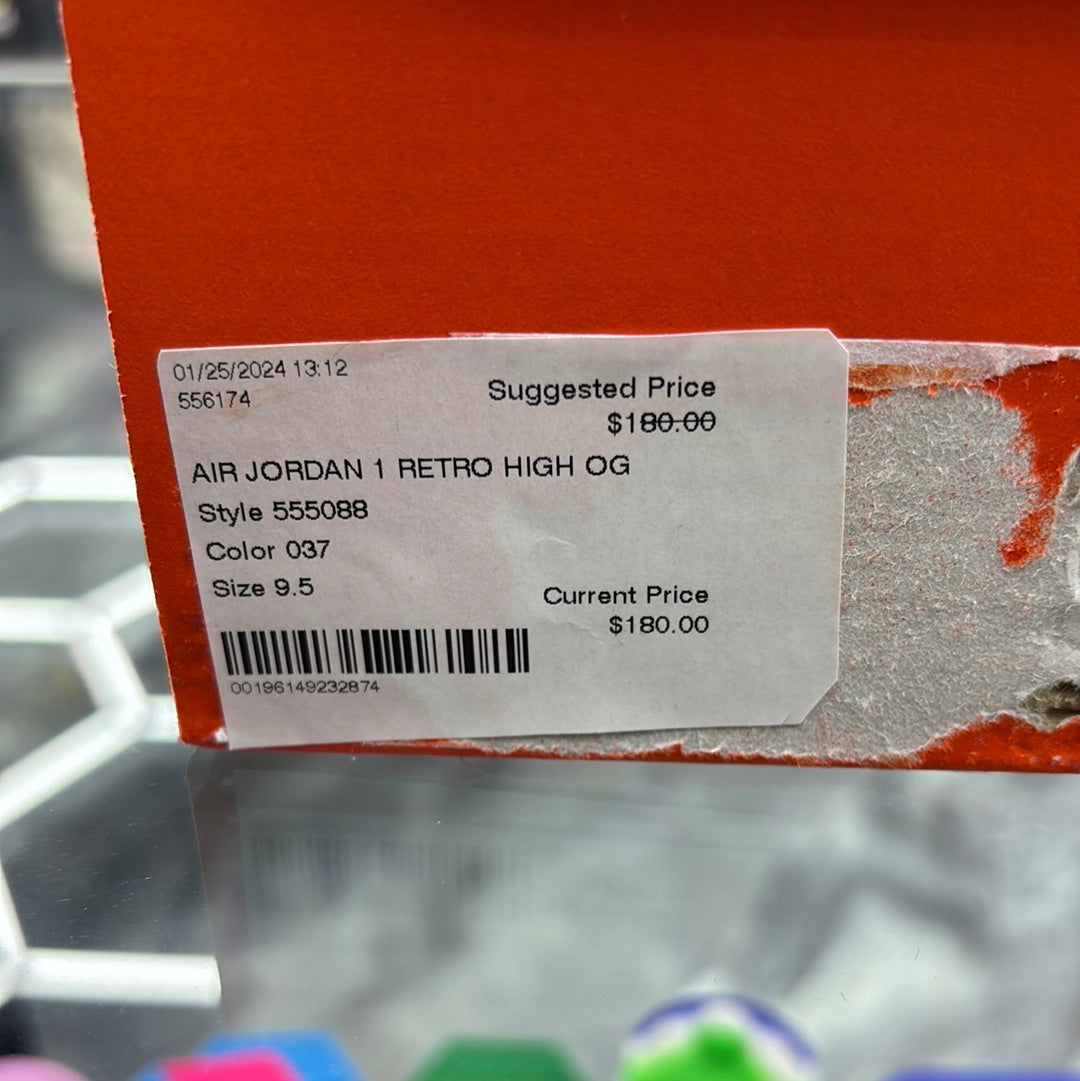 01/25/2024 13:12
556174
Suggested Price
$180.00
AIR JORDAN 1 RETRO HIGH OG
Style 555088
Color 037
Size 9.5
Current Price
$180.00
00196149232874